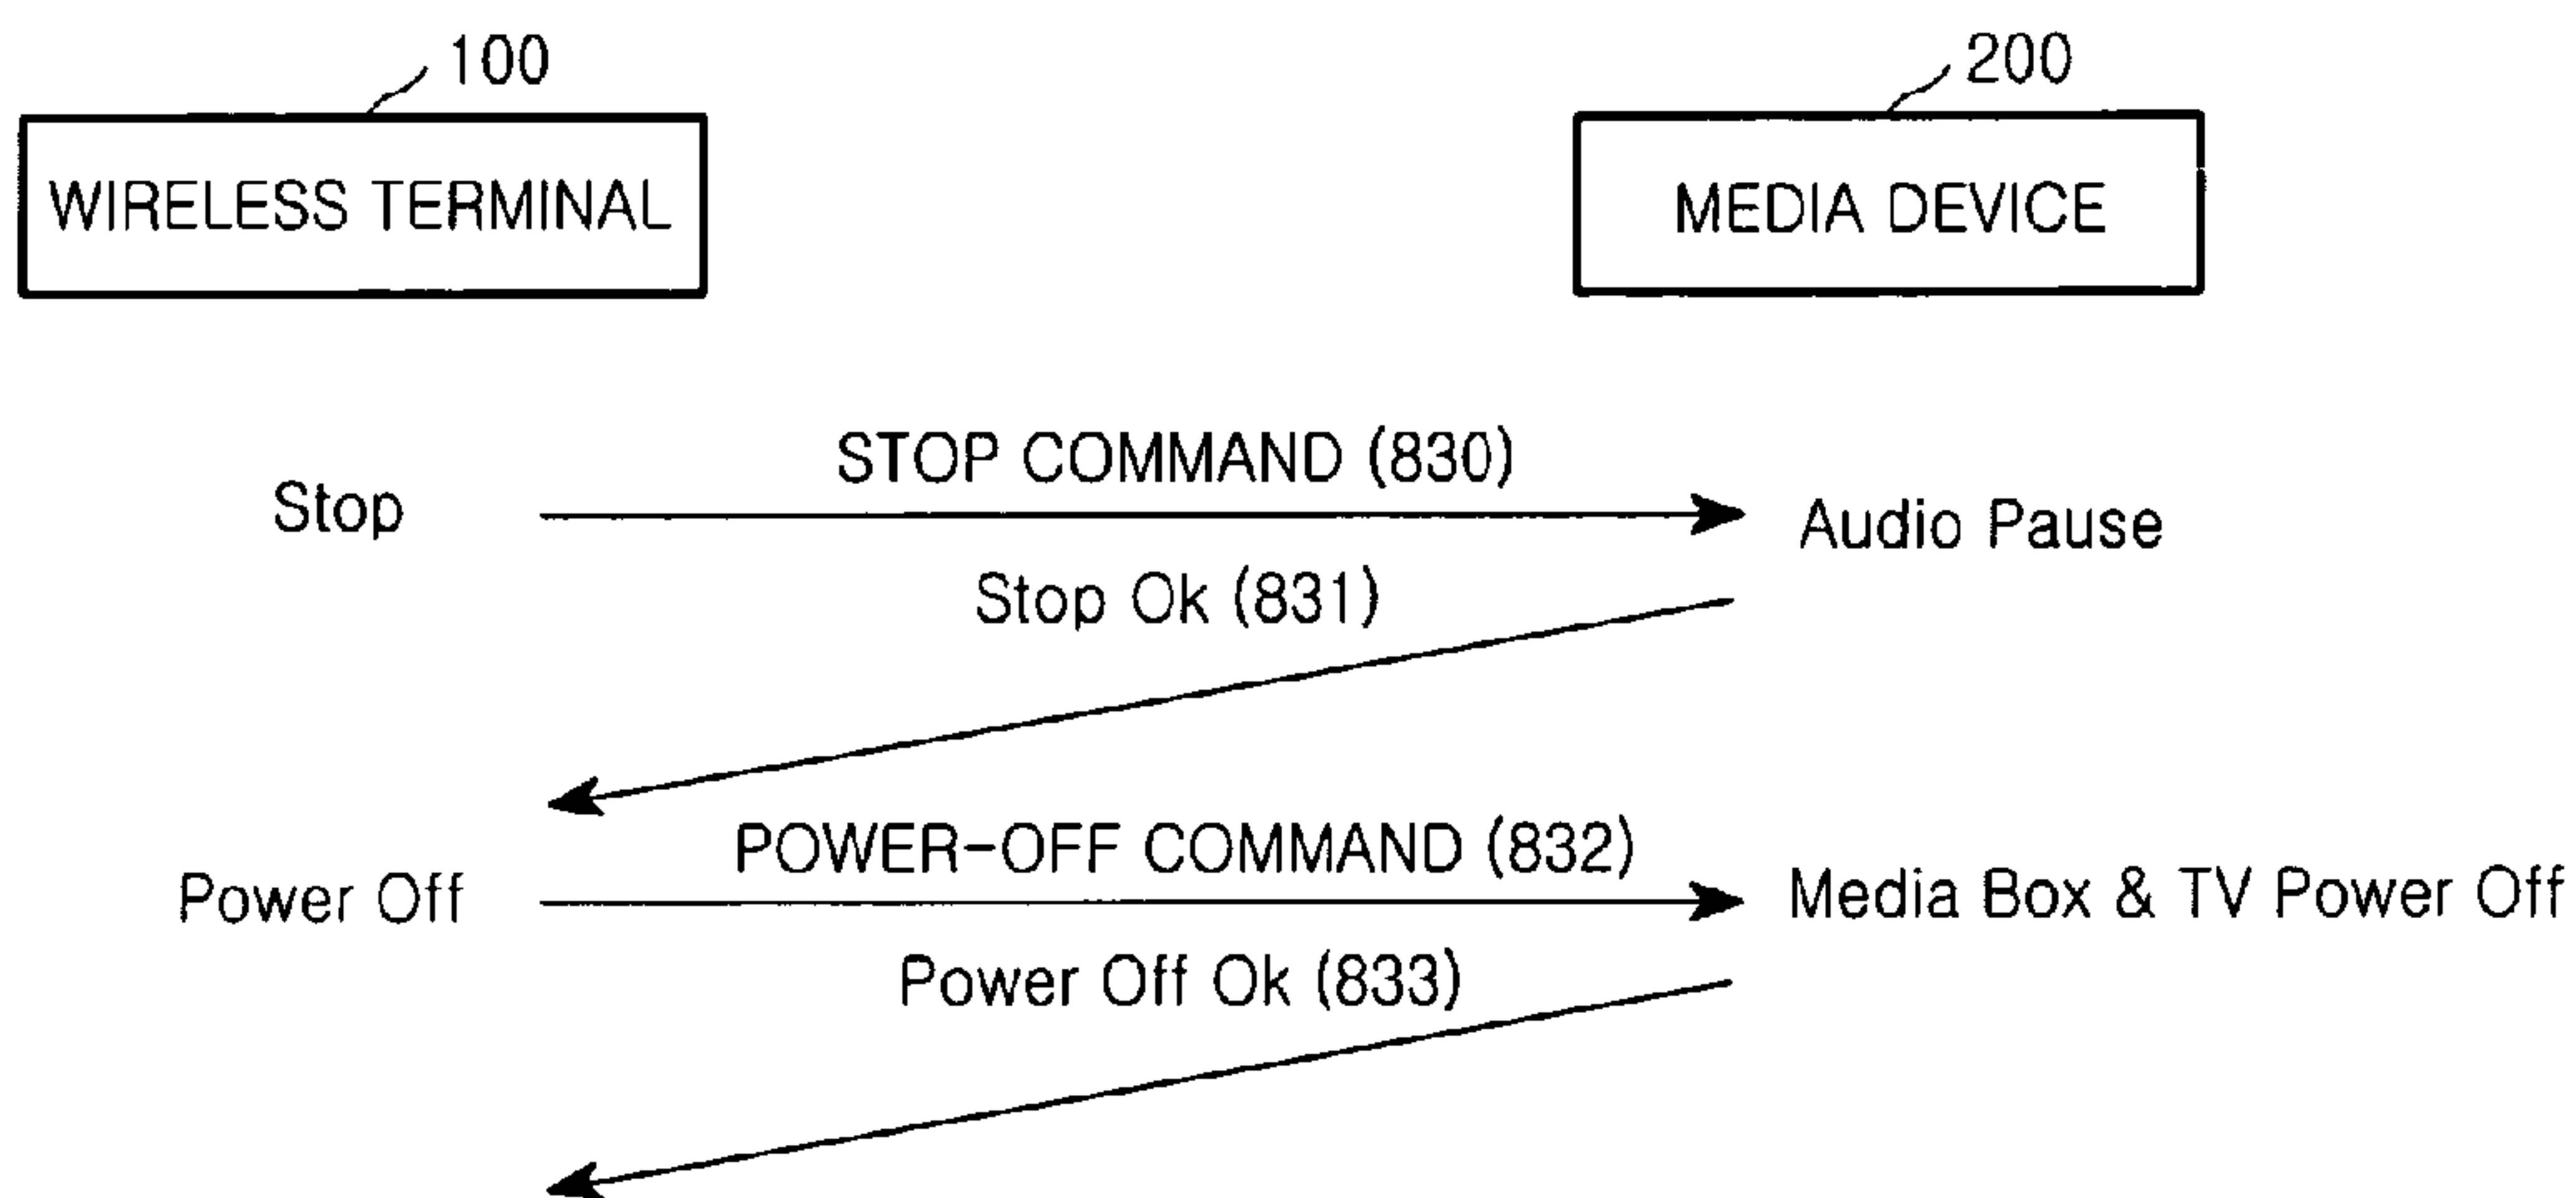 100
200
WIRELESS TERMINAL
MEDIA DEVICE
STOP COMMAND (830)
Stop
Audio Pause
Stop Ok (831)
POWER-OFF COMMAND (832)
Power Off
Media Box & TV Power Off
Power Off Ok (833)